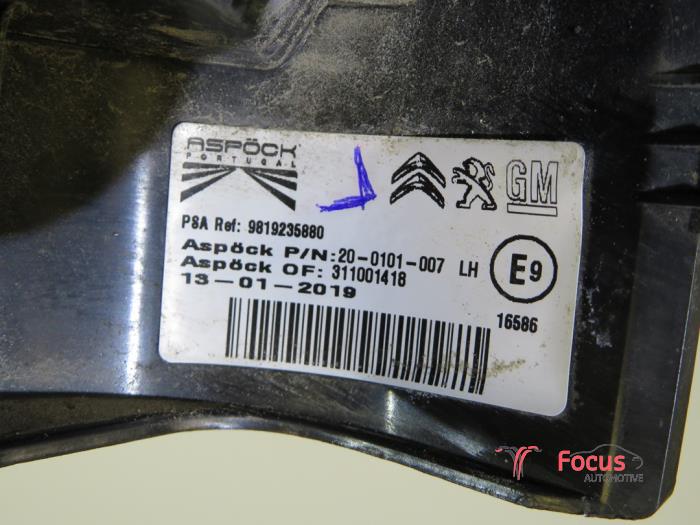 ASPÖCK
PORTUGAL
GM
PSA Ref: 9819235880
Aspöck P/N:20-0101-007 LH
Aspöck OF: 311001418
13-01-2019
E9
16586
Focus
AUTOMOTIVE